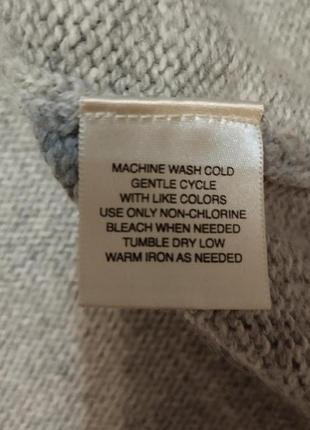 MACHINE WASH COLD
GENTLE CYCLE
WITH LIKE COLORS
USE ONLY NON-CHLORINE
BLEACH WHEN NEEDED
TUMBLE DRY LOW
WARM IRON AS NEEDED